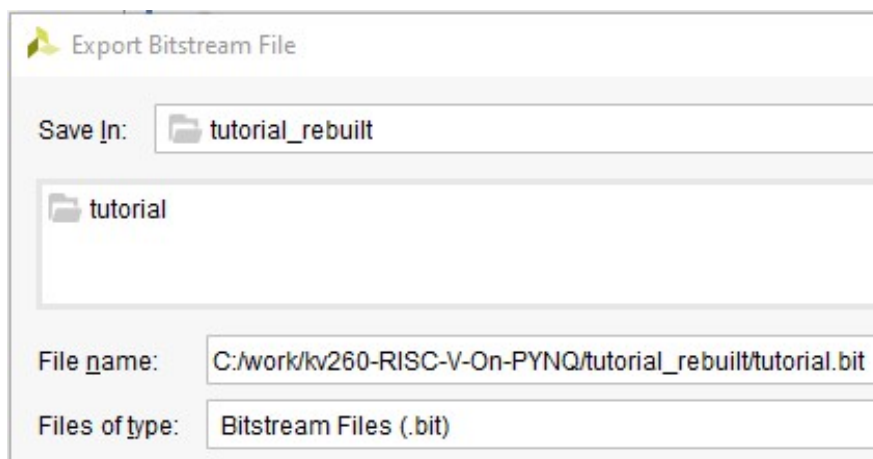 Export Bitstream File
Save In: tutorial_rebuilt
tutorial
File name: C:/work/kv260-RISC-V-On-PYNQ/tutorial_rebuilt/tutorial.bit
Files of type: Bitstream Files (.bit)